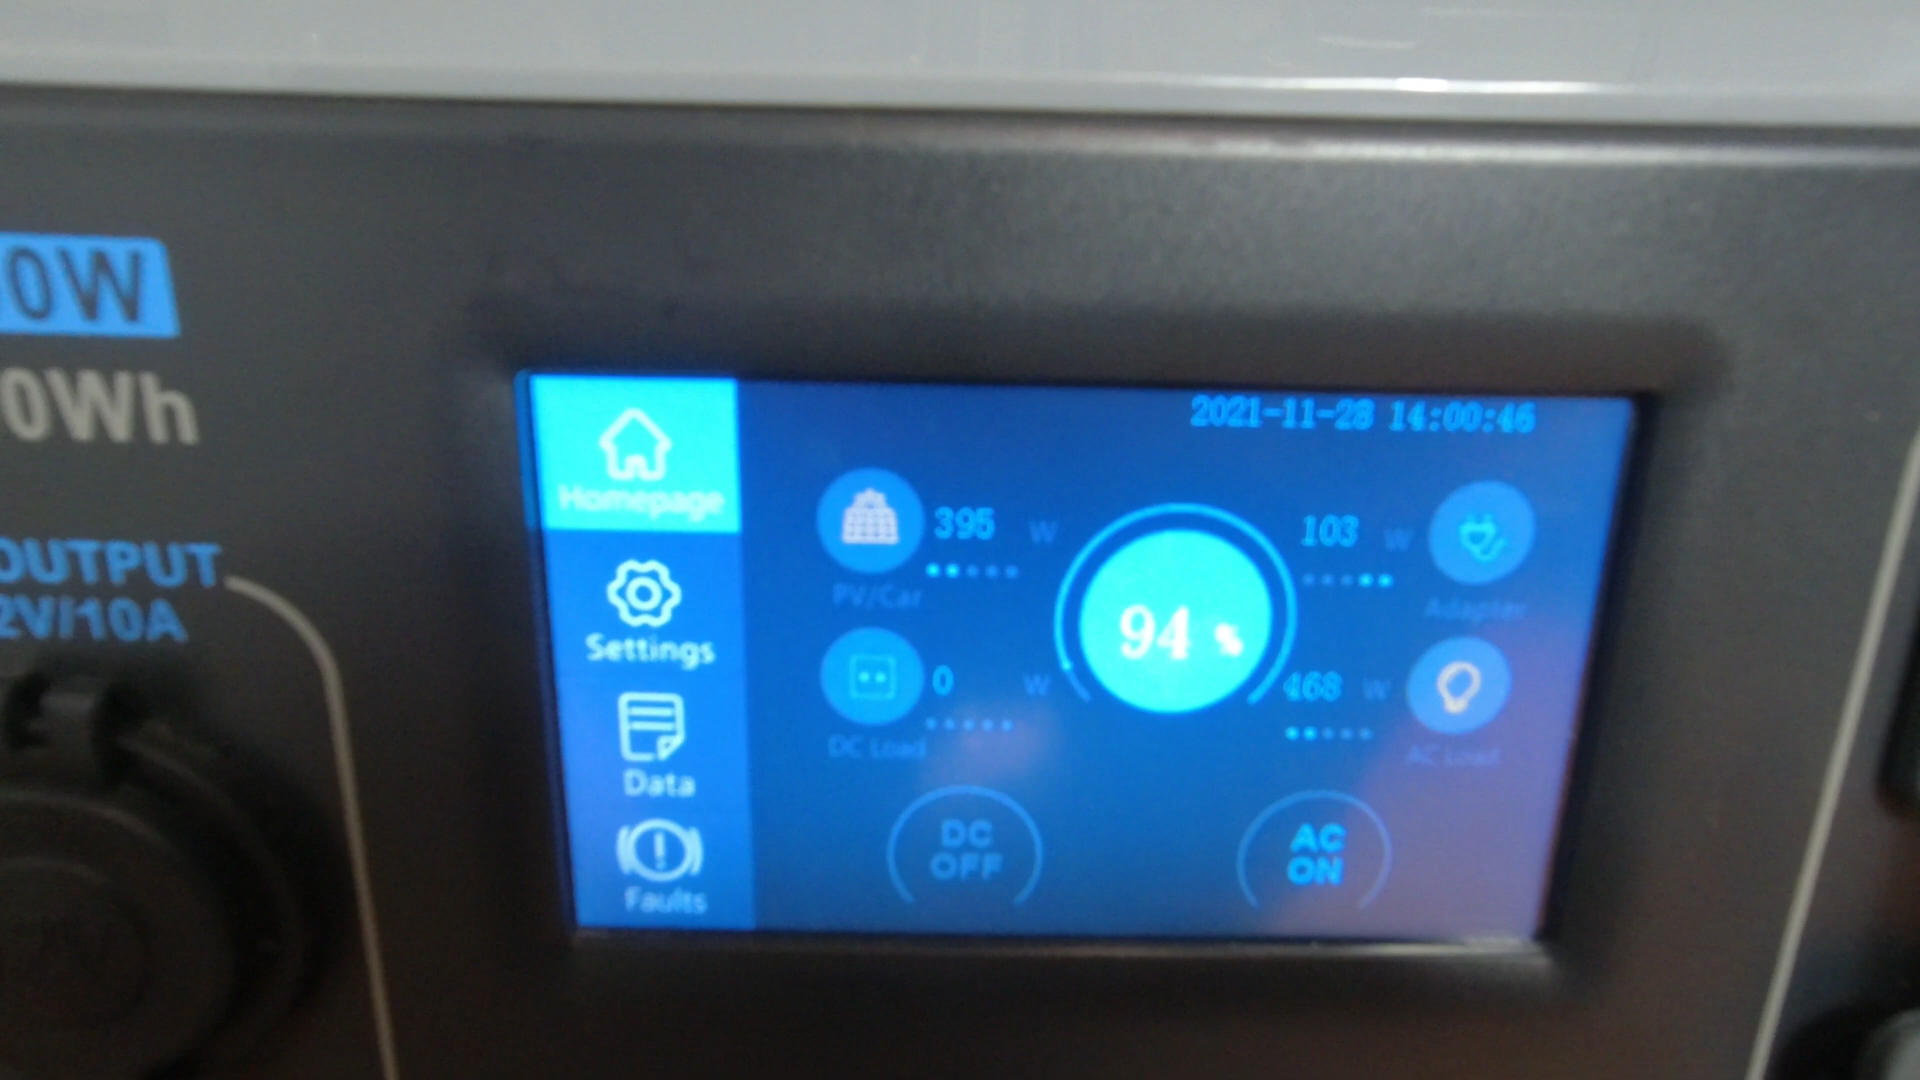 0W
0Wh
OUTPUT
2V/10A
2021-11-28 14:00:46
Homepage
Settings
Data
Faults
395 W
PV/Car
0 W
DC Load
94 %
103 W
Adapter
468 W
AC Load
DC
OFF
AC
ON